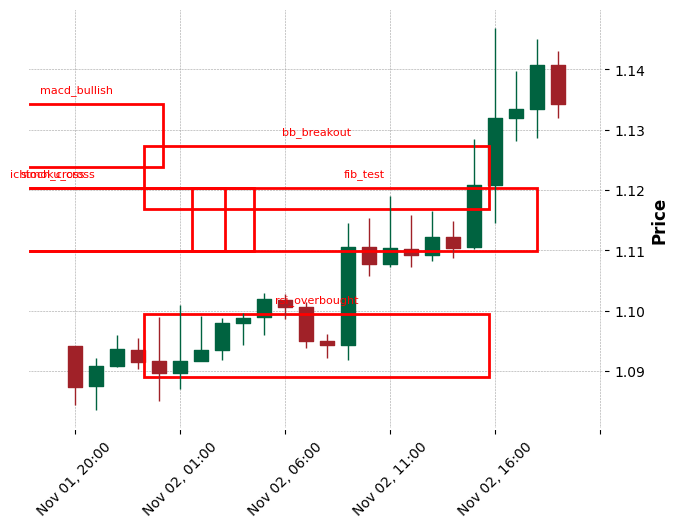 macd_bullish
bb_breakout
fib_test
rsi_overbought
1.14
1.13
1.12
1.11
1.10
1.09
Price
Nov 01, 20:00
Nov 02, 01:00
Nov 02, 06:00
Nov 02, 11:00
Nov 02, 16:00